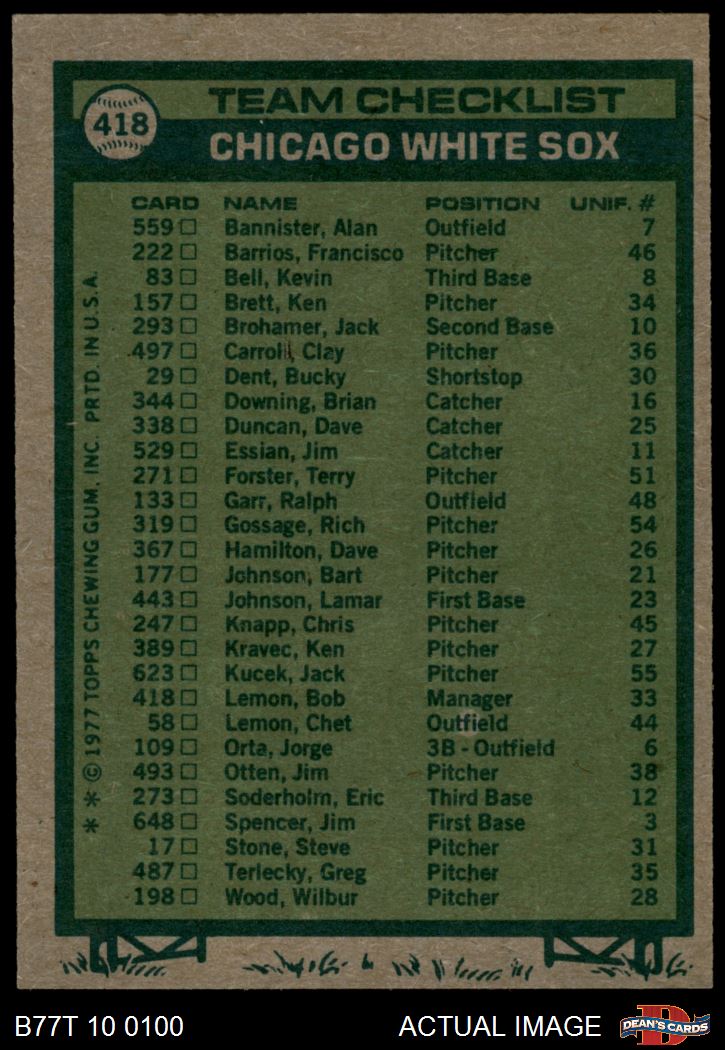 418
TEAM CHECKLIST
CHICAGO WHITE SOX
CARD NAME POSITION UNIF. #
559 □ Bannister, Alan Outfield 7
222 □ Barrios, Francisco Pitcher 46
83 □ Bell, Kevin Third Base 8
157 □ Brett, Ken Pitcher 34
293 □ Brohamer, Jack Second Base 10
497 □ Carroll, Clay Pitcher 36
29 □ Dent, Bucky Shortstop 30
344 □ Downing, Brian Catcher 16
338 □ Duncan, Dave Catcher 25
529 □ Essian, Jim Catcher 11
271 □ Forster, Terry Pitcher 51
133 □ Garr, Ralph Outfield 48
319 □ Gossage, Rich Pitcher 54
367 □ Hamilton, Dave Pitcher 26
177 □ Johnson, Bart Pitcher 21
443 □ Johnson, Lamar First Base 23
247 □ Knapp, Chris Pitcher 45
389 □ Kravec, Ken Pitcher 27
623 □ Kucek, Jack Pitcher 55
418 □ Lemon, Bob Manager 33
58 □ Lemon, Chet Outfield 44
109 □ Orta, Jorge 3B - Outfield 6
493 □ Otten, Jim Pitcher 38
273 □ Soderholm, Eric Third Base 12
648 □ Spencer, Jim First Base 3
17 □ Stone, Steve Pitcher 31
487 □ Terlecky, Greg Pitcher 35
198 □ Wood, Wilbur Pitcher 28
* * © 1977 TOPPS CHEWING GUM, INC. PRTD. IN U.S.A.
B77T 10 0100 ACTUAL IMAGE
D
DEAN'S CARDS